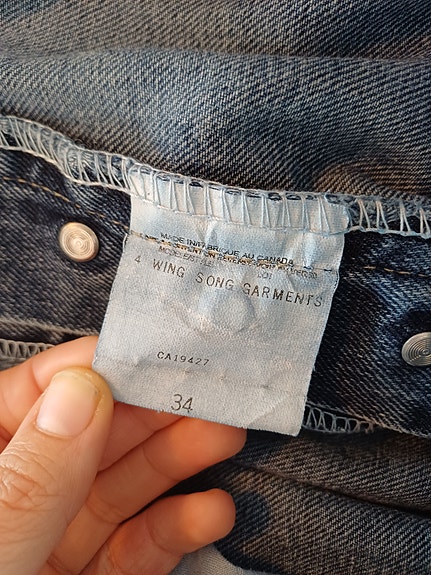 MADE IN/FABRIQUE AU CANADA
4 WING SONG GARMENTS
CA19427
34